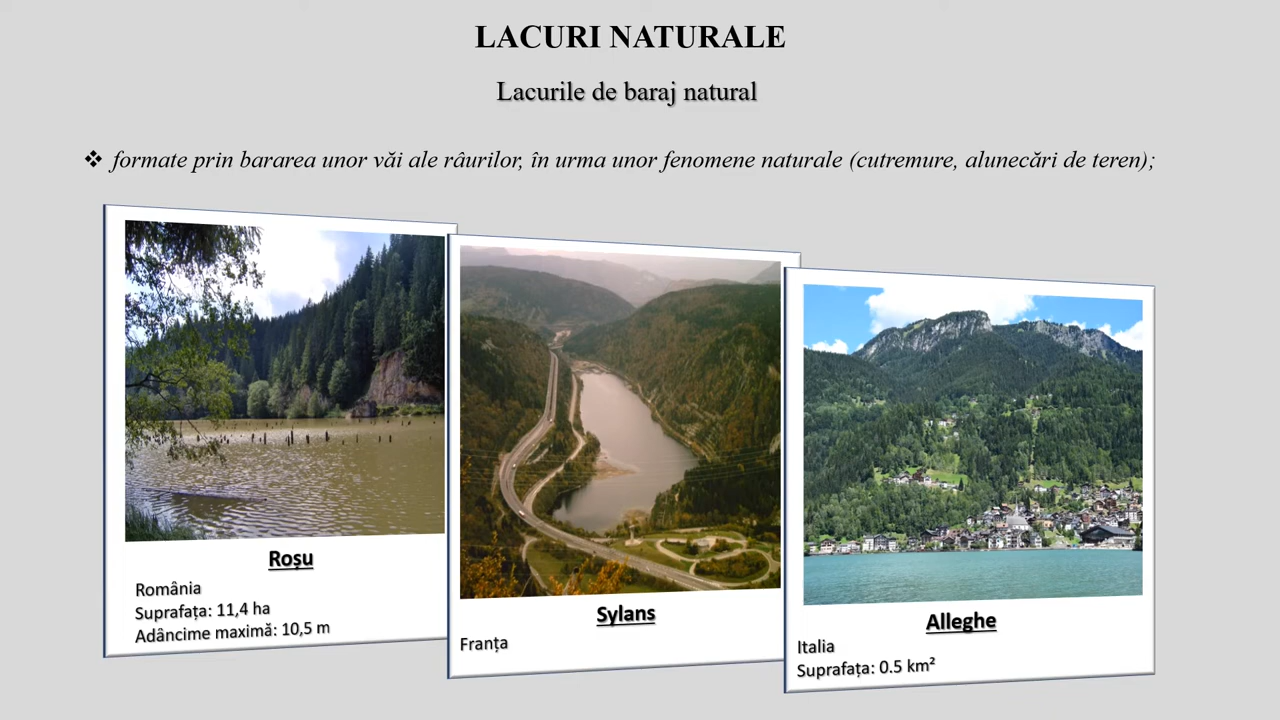 LACURI NATURALE
Lacurile de baraj natural
❖ formate prin bararea unor văi ale râurilor, în urma unor fenomene naturale (cutremure, alunecări de teren);
Roșu
România
Suprafața: 11,4 ha
Adâncime maximă: 10,5 m
Sylans
Franța
Alleghe
Italia
Suprafața: 0.5 km²